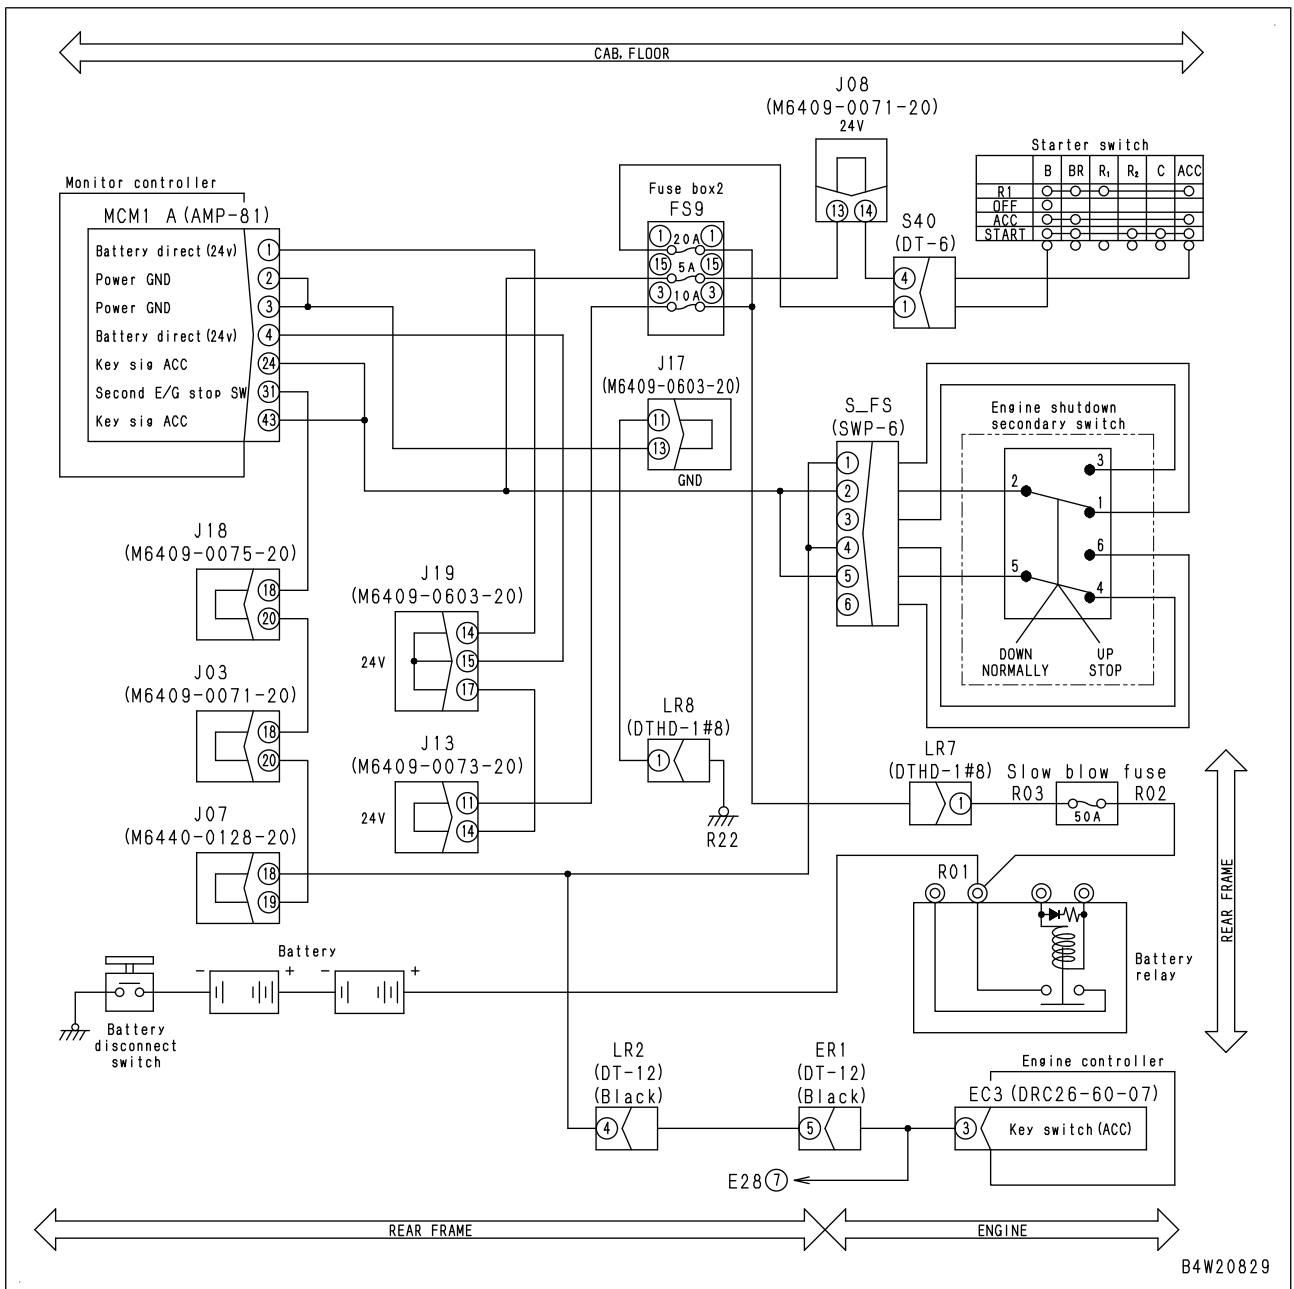 CAB, FLOOR
J08
(M6409-0071-20)
24V
13 14
Starter switch
B BR R₁ R₂ C ACC
R1
OFF
ACC
START
Monitor controller
MCM1 A (AMP-81)
Battery direct (24v) 1
Power GND 2
Power GND 3
Battery direct (24v) 4
Key sig ACC 24
Second E/G stop SW 31
Key sig ACC 43
Fuse box2
FS9
1 20A 1
15 5A 15
3 10A 3
S40
(DT-6)
4
1
J17
(M6409-0603-20)
11
13
GND
S_FS
(SWP-6)
1
2
3
4
5
6
Engine shutdown
secondary switch
3
2
1
6
5
4
DOWN
NORMALLY
UP
STOP
J18
(M6409-0075-20)
18
20
J19
(M6409-0603-20)
24V
14
15
17
J03
(M6409-0071-20)
18
20
LR8
(DTHD-1#8)
1
R22
J13
(M6409-0073-20)
24V
11
14
LR7
(DTHD-1#8)
1
Slow blow fuse
R03 R02
50A
J07
(M6440-0128-20)
18
19
R01
Battery
relay
REAR FRAME
Battery
- + - +
Battery
disconnect
switch
LR2
(DT-12)
(Black)
4
ER1
(DT-12)
(Black)
5
Engine controller
EC3 (DRC26-60-07)
3 Key switch (ACC)
E28 7
REAR FRAME
ENGINE
B4W20829